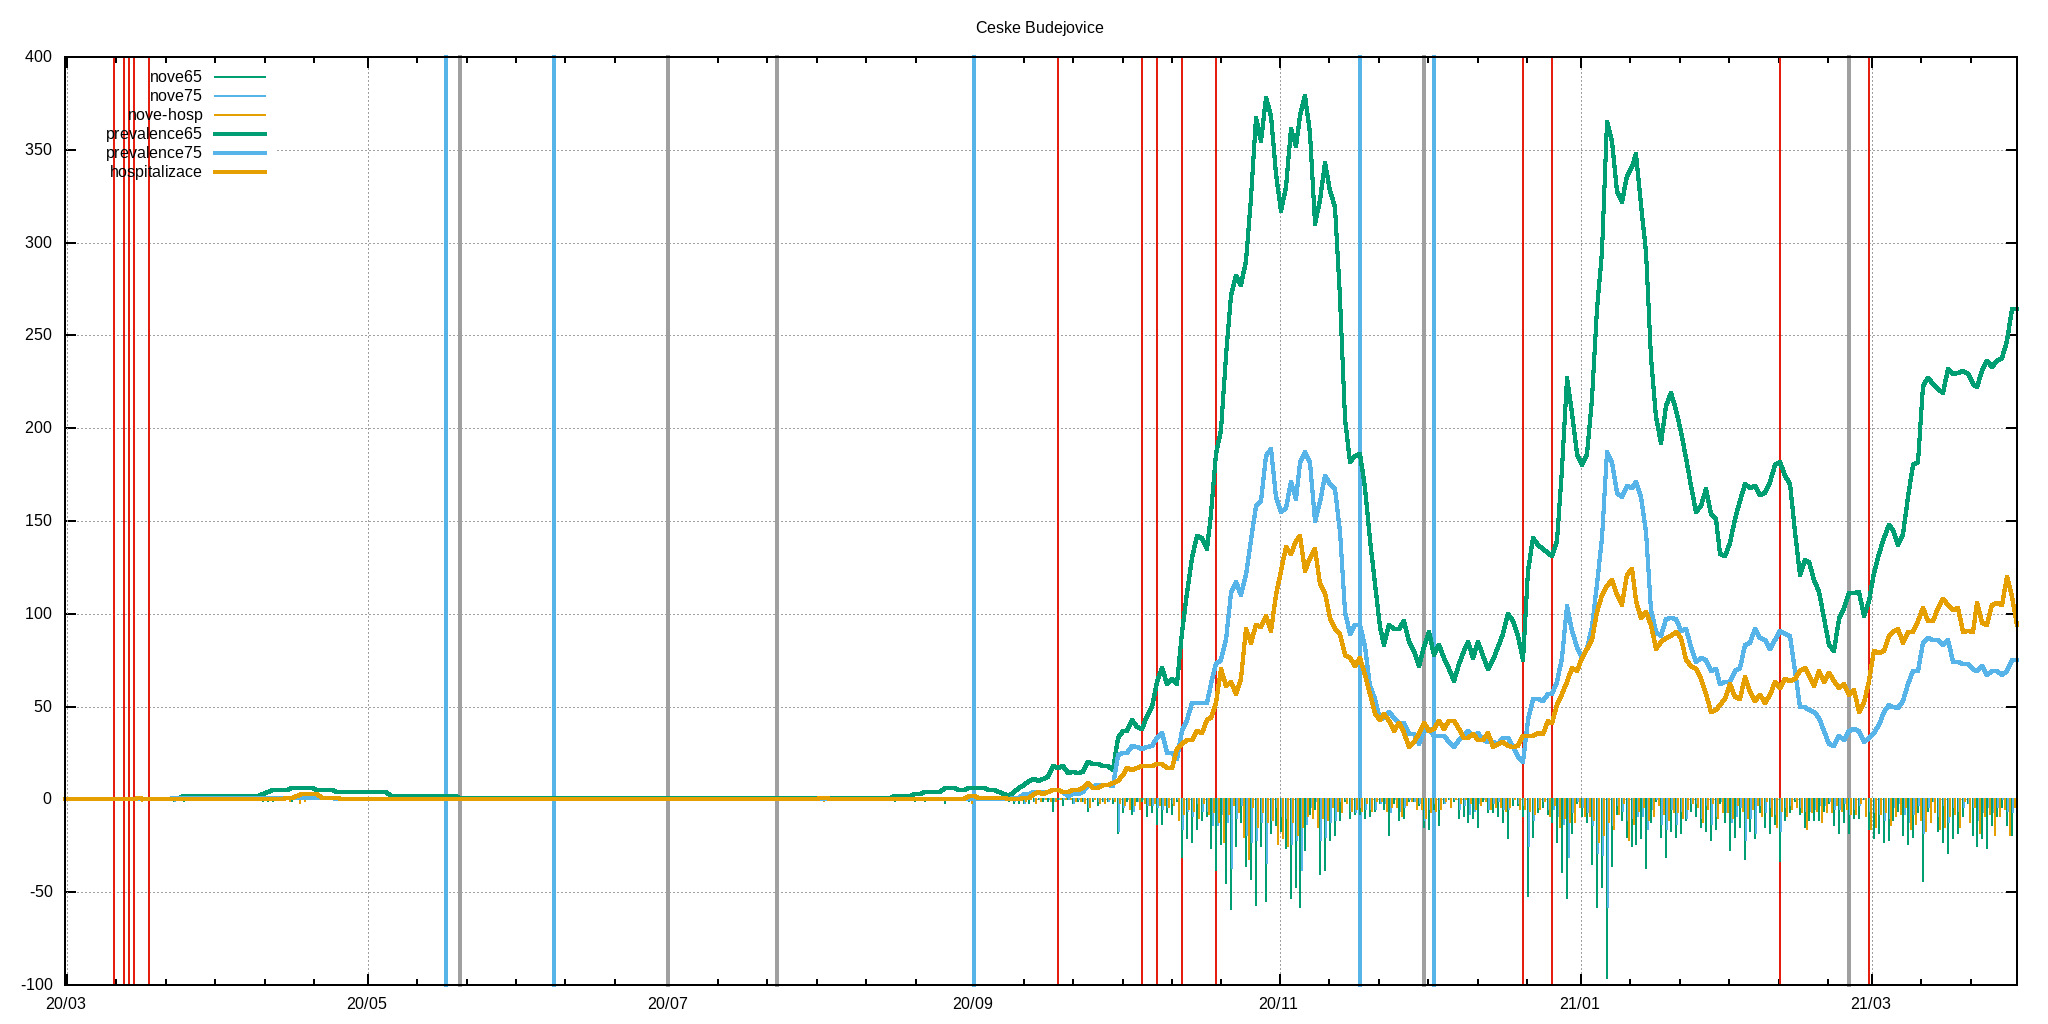 Ceske Budejovice
400
350
300
250
200
150
100
50
0
-50
-100
nove65
nove75
nove-hosp
prevalence65
prevalence75
hospitalizace
20/03 20/05 20/07 20/09 20/11 21/01 21/03